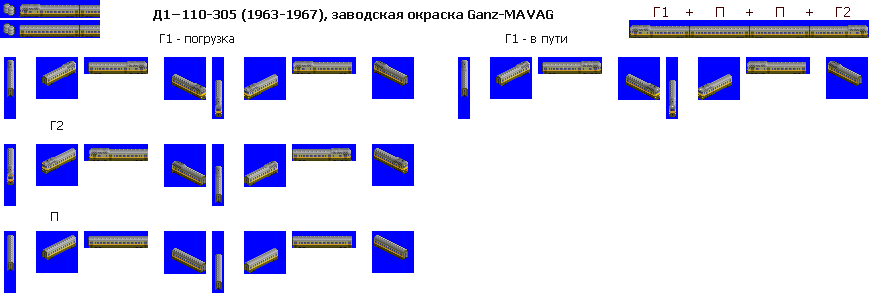 Д1–110-305 (1963-1967), заводская окраска Ganz-MAVAG
Г1 + П + П + Г2
Г1 - погрузка
Г1 - в пути
Г2
П